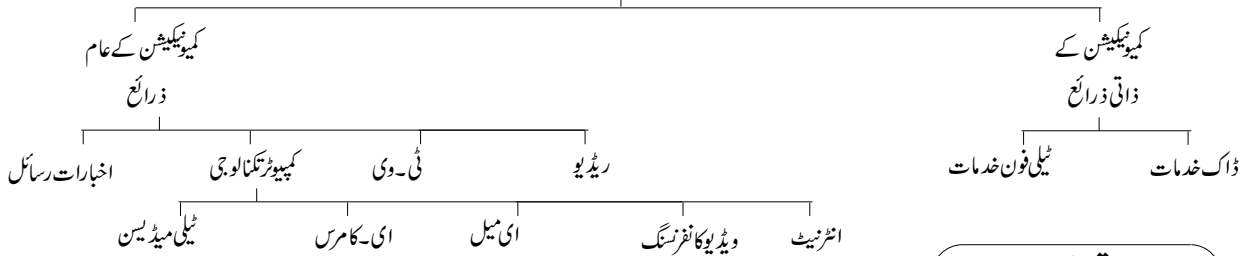 کمیونیکیشن کے
ذاتی ذرائع
کمیونیکیشن کے عام
ذرائع
ڈاک خدمات
ٹیلی فون خدمات
ریڈیو
ٹی۔وی
کمپیوٹر تکنالوجی
اخبارات رسائل
انٹرنیٹ
ویڈیو کانفرنسنگ
ای میل
ای۔کامرس
ٹیلی میڈیسن